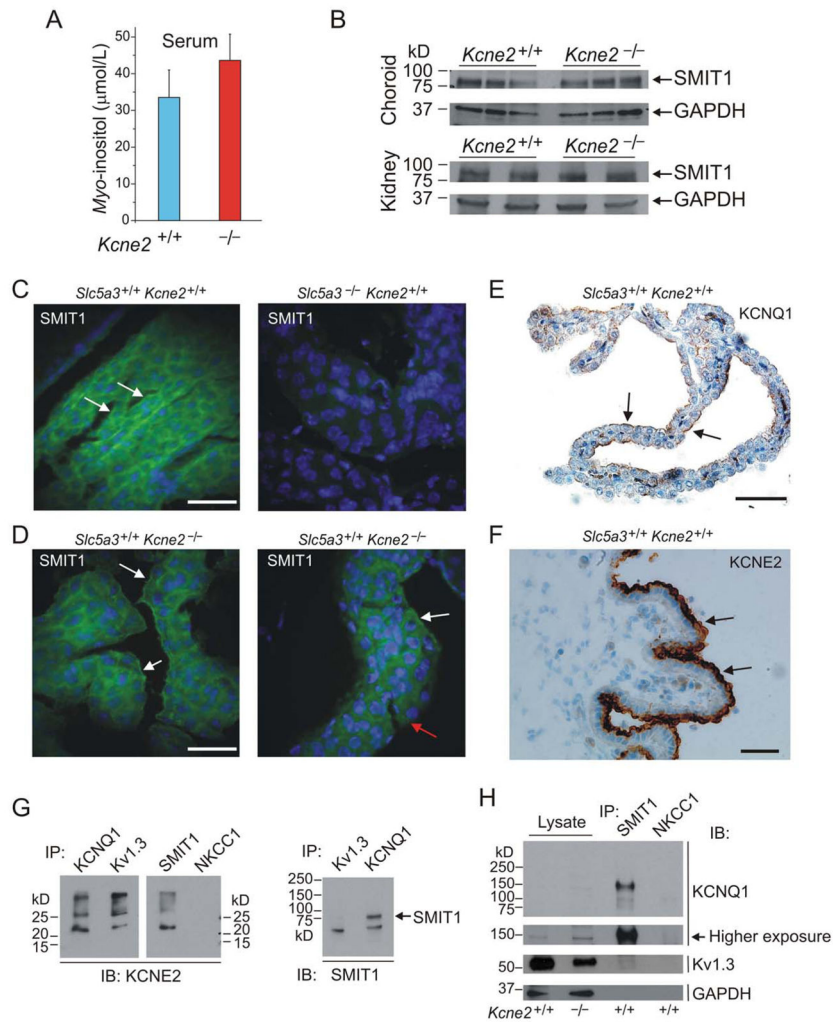 A
Serum
Myo-inositol (μmol/L)
50
40
30
20
10
0
Kcne2 +/+ –/–
B
kD
Kcne2 +/+ Kcne2 –/–
Choroid
100
75
SMIT1
37
GAPDH
Kcne2 +/+ Kcne2 –/–
Kidney
100
75
SMIT1
37
GAPDH
C
Slc5a3+/+ Kcne2+/+
SMIT1
Slc5a3 –/– Kcne2+/+
SMIT1
D
Slc5a3+/+ Kcne2 –/–
SMIT1
Slc5a3+/+ Kcne2 –/–
SMIT1
E
Slc5a3+/+ Kcne2+/+
KCNQ1
F
Slc5a3+/+ Kcne2+/+
KCNE2
G
IP: KCNQ1 Kv1.3 SMIT1 NKCC1
kD
25
20
15
kD
25
20
15
IB: KCNE2
IP: Kv1.3 KCNQ1
250
150
100
75
kD
50
SMIT1
IB: SMIT1
H
Lysate
IP: SMIT1 NKCC1
IB:
kD
250
150
100
75
KCNQ1
150
Higher exposure
50
Kv1.3
37
GAPDH
Kcne2 +/+ –/– +/+ +/+